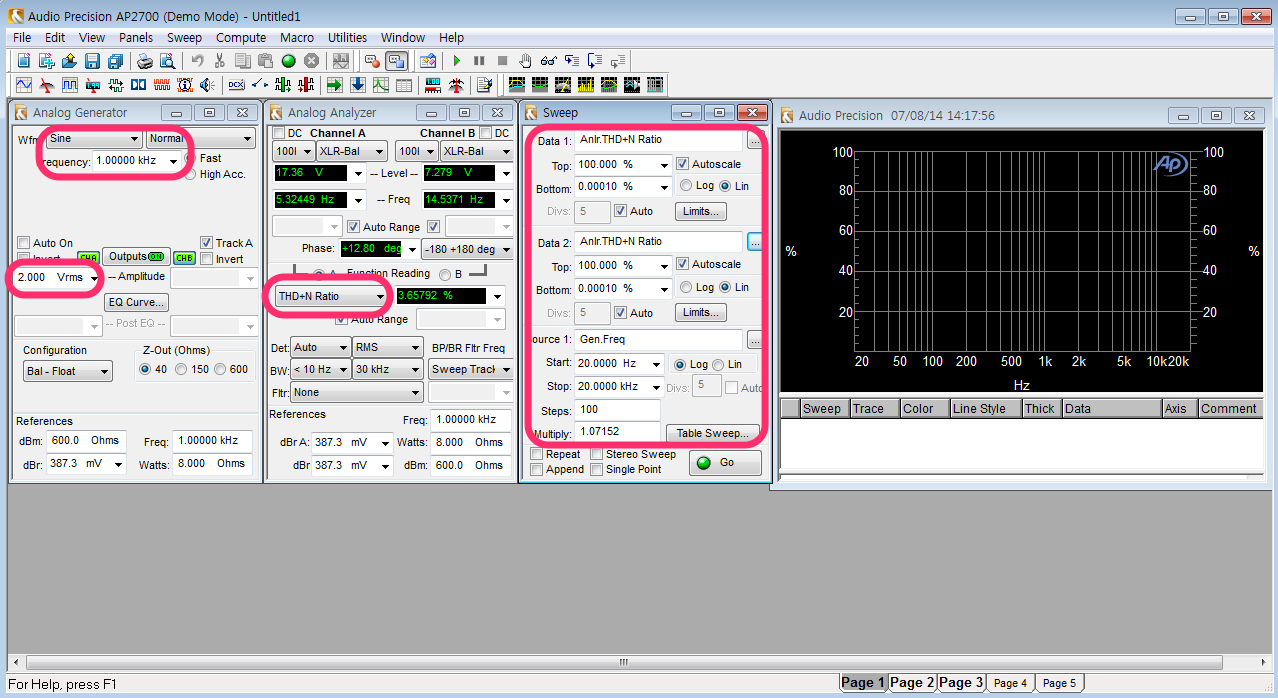 Audio Precision AP2700 (Demo Mode) - Untitled1
File Edit View Panels Sweep Compute Macro Utilities Window Help
Analog Generator
Wfm Sine Normal
Frequency: 1.00000 kHz
Fast
High Acc.
Auto On
Invert
CHA
Outputs ON
CHB
Track A
Invert
2.000 Vrms -- Amplitude
EQ Curve...
-- Post EQ --
Configuration
Bal - Float
Z-Out (Ohms)
40 150 600
References
dBm: 600.0 Ohms Freq: 1.00000 kHz
dBr: 387.3 mV Watts: 8.000 Ohms
Analog Analyzer
DC Channel A Channel B DC
100l XLR-Bal 100l XLR-Bal
17.36 V -- Level -- 7.279 V
5.32449 Hz -- Freq 14.5371 Hz
Auto Range
Phase: +12.80 deg -180 +180 deg
A Function Reading B
THD+N Ratio 3.65792 %
Auto Range
Det: Auto RMS BP/BR Fltr Freq
BW: < 10 Hz 30 kHz Sweep Track
Fltr: None
References
Freq: 1.00000 kHz
dBr A: 387.3 mV Watts: 8.000 Ohms
dBr 387.3 mV dBm: 600.0 Ohms
Sweep
Data 1: Anlr.THD+N Ratio ...
Top: 100.000 % Autoscale
Bottom: 0.00010 % Log Lin
Divs: 5 Auto Limits...
Data 2: Anlr.THD+N Ratio ...
Top: 100.000 % Autoscale
Bottom: 0.00010 % Log Lin
Divs: 5 Auto Limits...
ource 1: Gen.Freq ...
Start: 20.0000 Hz Log Lin
Stop: 20.0000 kHz Divs: 5 Auto
Steps: 100
Multiply: 1.07152 Table Sweep...
Repeat Stereo Sweep
Append Single Point
Go
Audio Precision 07/08/14 14:17:56
Ap
100 100
80 80
60 60
% %
40 40
20 20
20 50 100 200 500 1k 2k 5k 10k20k
Hz
Sweep Trace Color Line Style Thick Data Axis Comment
For Help, press F1
Page 1 Page 2 Page 3 Page 4 Page 5